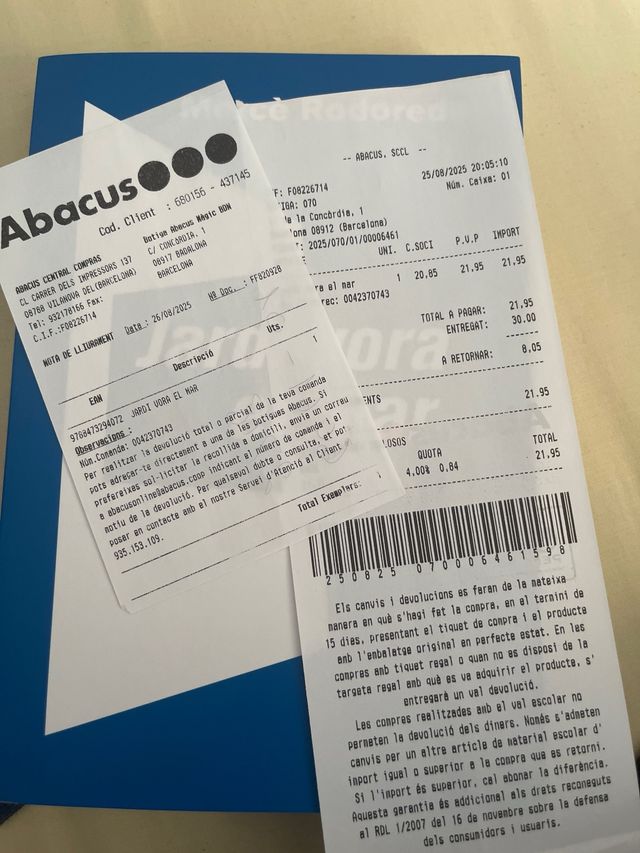 Abacus
Cod. Client : 680156 - 437145
ABACUS CENTRAL COMPRAS
CL CARRER DELS IMPRESSORS 137
08788 VILANOVA DEL(BARCELONA)
Tel: 932178166 Fax:
C.I.F.:F08226714
Botiga Abacus Màgic BDN
C/ CONCÒRDIA, 1
08917 BADALONA
BARCELONA
NOTA DE LLIURAMENT Data : 26/08/2025 Nº Doc. : FF820928
EAN Descripció Uts.
9788473294072 JARDI VORA EL MAR 1
Observacions :
Núm.Comanda: 0042370743
Per realitzar la devolució total o parcial de la teva comanda
pots adreçar-te directament a una de les botigues Abacus. Si
prefereixes sol·licitar la recollida a domicili, envia un correu
a abacusonline@abacus.coop indicant el número de comanda i el
motiu de la devolució. Per qualsevol dubte o consulta, et pots
posar en contacte amb el nostre Servei d'Atenció al Client
935.153.109.
Total Exemplars: 1
Mercè Rodored
Jardí vora
mar
-- ABACUS, SCCL --
25/08/2025 20:05:10
F: F08226714 Núm. Caixa: 01
IGA: 070
de la Concòrdia, 1
ona 08912 (Barcelona)
: 2025/070/01/00006461
UNI. C.SOCI P.V.P IMPORT
ra el mar 1 20,85 21,95 21,95
rec: 0042370743
TOTAL A PAGAR: 21,95
ENTREGAT: 30.00
A RETORNAR: 8,05
ENTS 21.95
LOSOS QUOTA TOTAL
4.00% 0.84 21.95
250825 070006461598
Els canvis i devolucions es faran de la mateixa
manera en què s'hagi fet la compra, en el termini de
15 dies, presentant el tiquet de compra i el producte
amb l'embalatge original en perfecte estat. En les
compres amb tiquet regal o quan no es disposi de la
targeta regal amb què es va adquirir el producte, s'
entregarà un val devolució.
Les compres realitzades amb el val escolar no
permeten la devolució dels diners. Només s'admeten
canvis per un altre article de material escolar d'
import igual o superior a la compra que es retorni.
Si l'import és superior, cal abonar la diferència.
Aquesta garantia és adicional als drets reconeguts
al RDL 1/2007 del 16 de novembre sobre la defensa
dels consumidors i usuaris.